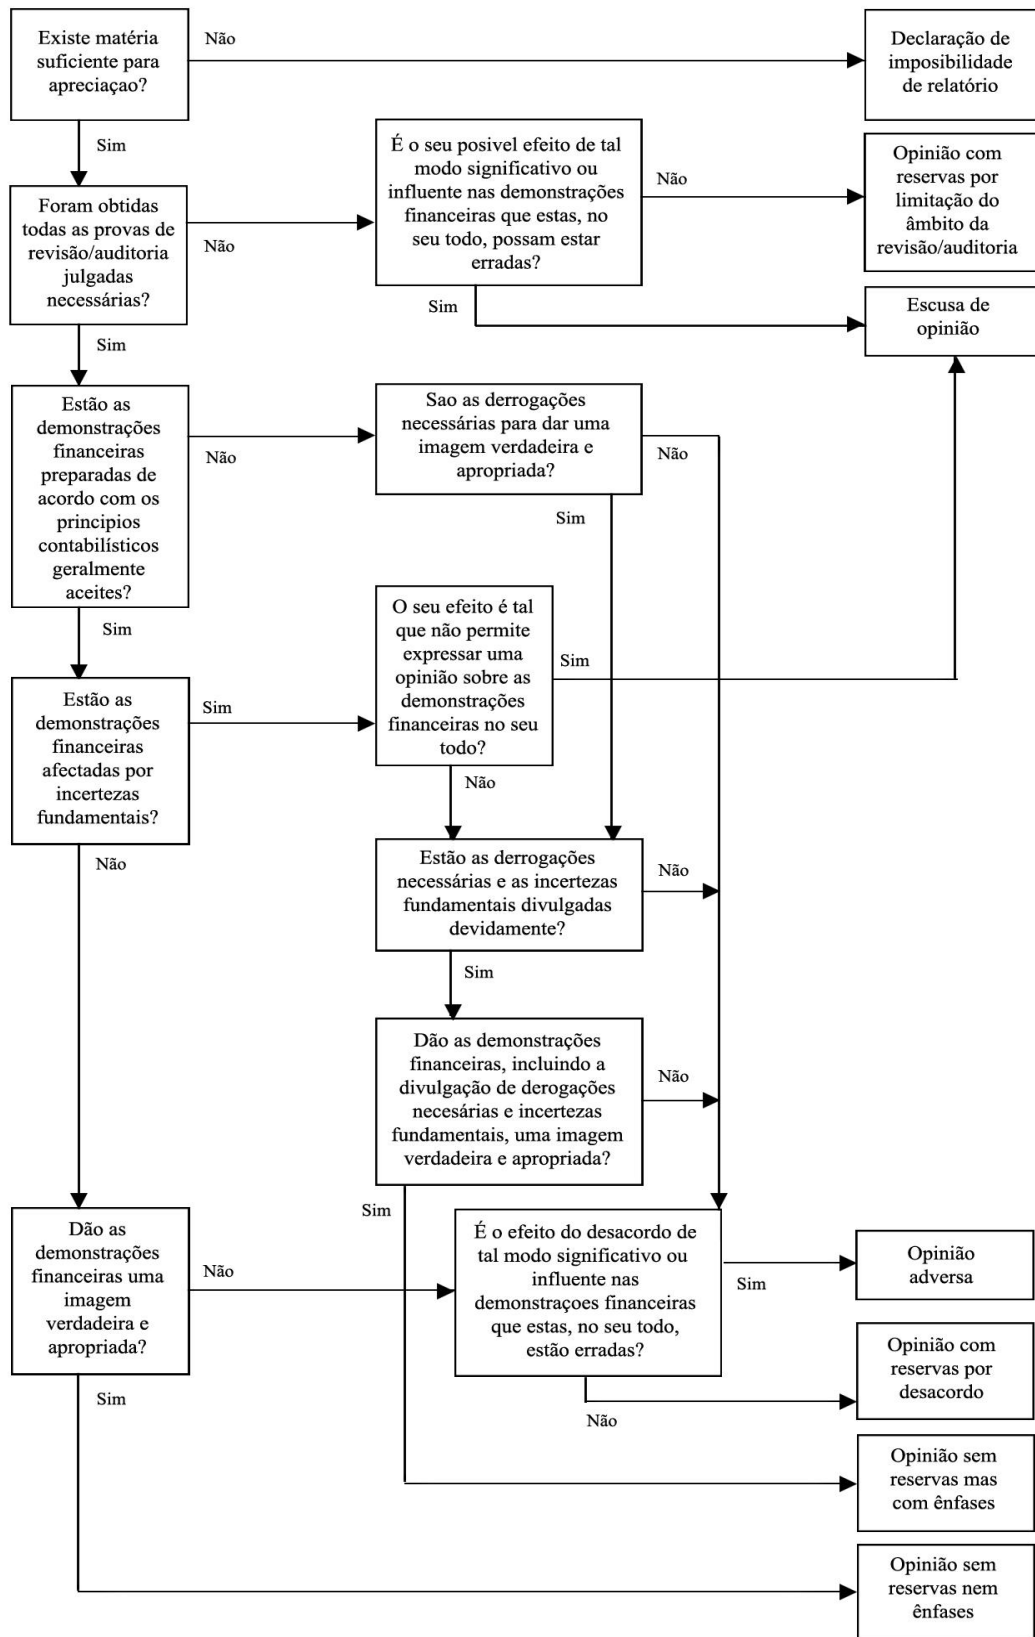 Existe matéria
suficiente para
apreciaçao?
Não
Declaração de
imposibilidade
de relatório
Sim
É o seu posivel efeito de tal
modo significativo ou
influente nas demonstrações
financeiras que estas, no
seu todo, possam estar
erradas?
Não
Opinião com
reservas por
limitação do
âmbito da
revisão/auditoria
Foram obtidas
todas as provas de
revisão/auditoria
julgadas
necessárias?
Não
Sim
Escusa de
opinião
Sim
Estão as
demonstrações
financeiras
preparadas de
acordo com os
principios
contabilísticos
geralmente
aceites?
Não
Sao as derrogações
necessárias para dar uma
imagem verdadeira e
apropriada?
Não
Sim
Sim
O seu efeito é tal
que não permite
expressar uma
opinião sobre as
demonstrações
financeiras no seu
todo?
Sim
Estão as
demonstrações
financeiras
afectadas por
incertezas
fundamentais?
Sim
Não
Não
Estão as derrogações
necessárias e as incertezas
fundamentais divulgadas
devidamente?
Não
Sim
Dão as demonstrações
financeiras, incluindo a
divulgação de derogações
necesárias e incertezas
fundamentais, uma imagem
verdadeira e apropriada?
Não
Sim
Dão as
demonstrações
financeiras uma
imagem
verdadeira e
apropriada?
Não
É o efeito do desacordo de
tal modo significativo ou
influente nas
demonstraçoes financeiras
que estas, no seu todo,
estão erradas?
Sim
Opinião
adversa
Sim
Não
Opinião com
reservas por
desacordo
Opinião sem
reservas mas
com ênfases
Opinião sem
reservas nem
ênfases